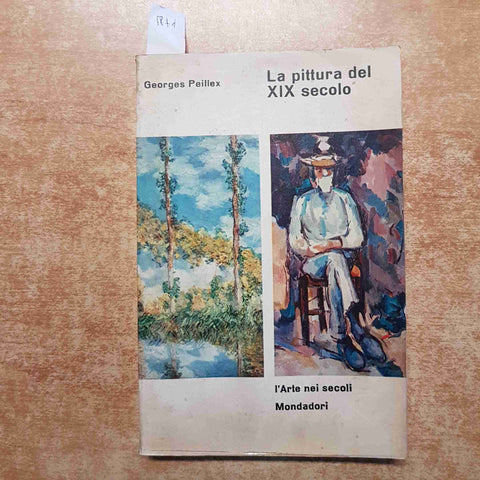 Georges Peillex
La pittura del
XIX secolo
l'Arte nei secoli
Mondadori